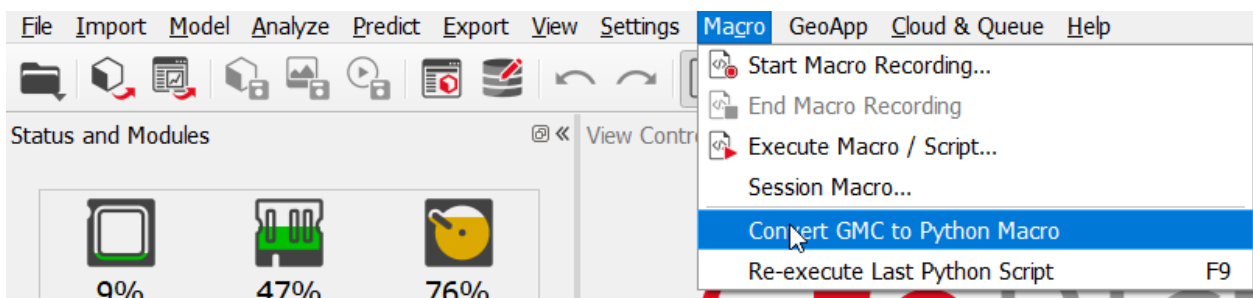 File Import Model Analyze Predict Export View Settings Macro GeoApp Cloud & Queue Help
Start Macro Recording...
End Macro Recording
Status and Modules
View Contr
Execute Macro / Script...
Session Macro...
Convert GMC to Python Macro
Re-execute Last Python Script F9
9% 47% 76%